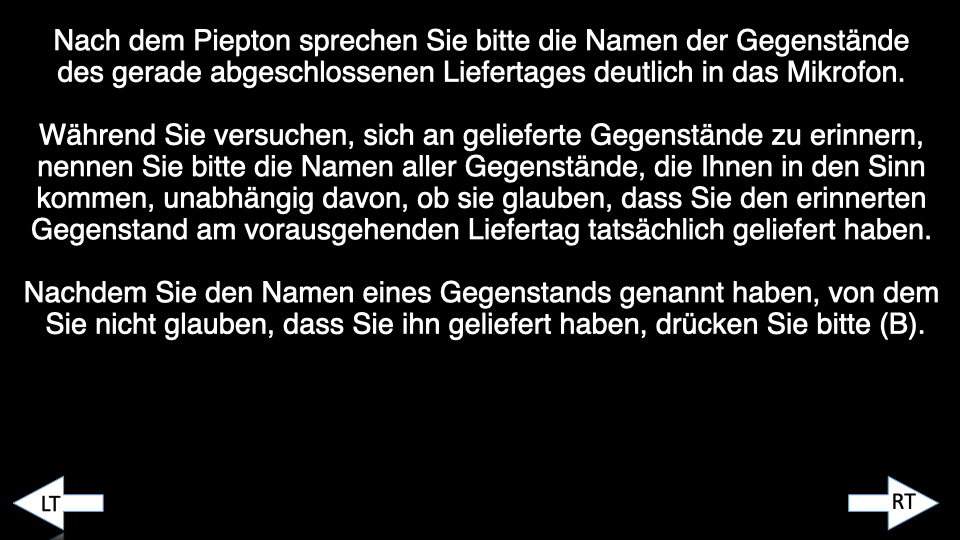 Nach dem Piepton sprechen Sie bitte die Namen der Gegenstände
des gerade abgeschlossenen Liefertages deutlich in das Mikrofon.
Während Sie versuchen, sich an gelieferte Gegenstände zu erinnern,
nennen Sie bitte die Namen aller Gegenstände, die Ihnen in den Sinn
kommen, unabhängig davon, ob sie glauben, dass Sie den erinnerten
Gegenstand am vorausgehenden Liefertag tatsächlich geliefert haben.
Nachdem Sie den Namen eines Gegenstands genannt haben, von dem
Sie nicht glauben, dass Sie ihn geliefert haben, drücken Sie bitte (B).
LT
RT